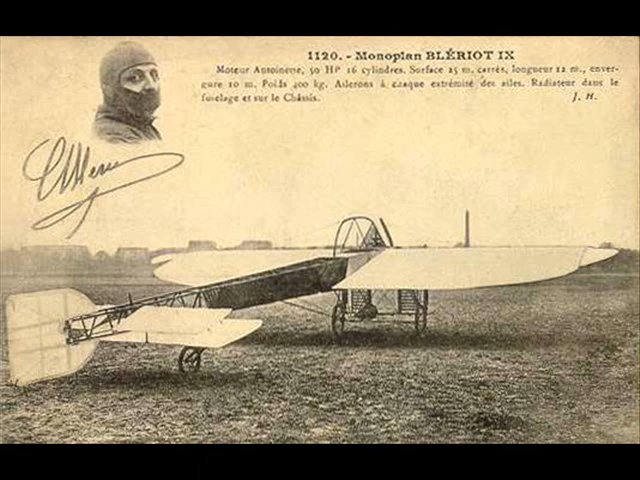 1120. - Monoplan BLÉRIOT IX
Moteur Antoinette, 50 HP 16 cylindres. Surface 25 m. carrés, longueur 12 m., enver-
gure 10 m. Poids 400 kg. Ailerons à chaque extrémité des ailes. Radiateur dans le
fuselage et sur le Châssis. J. H.